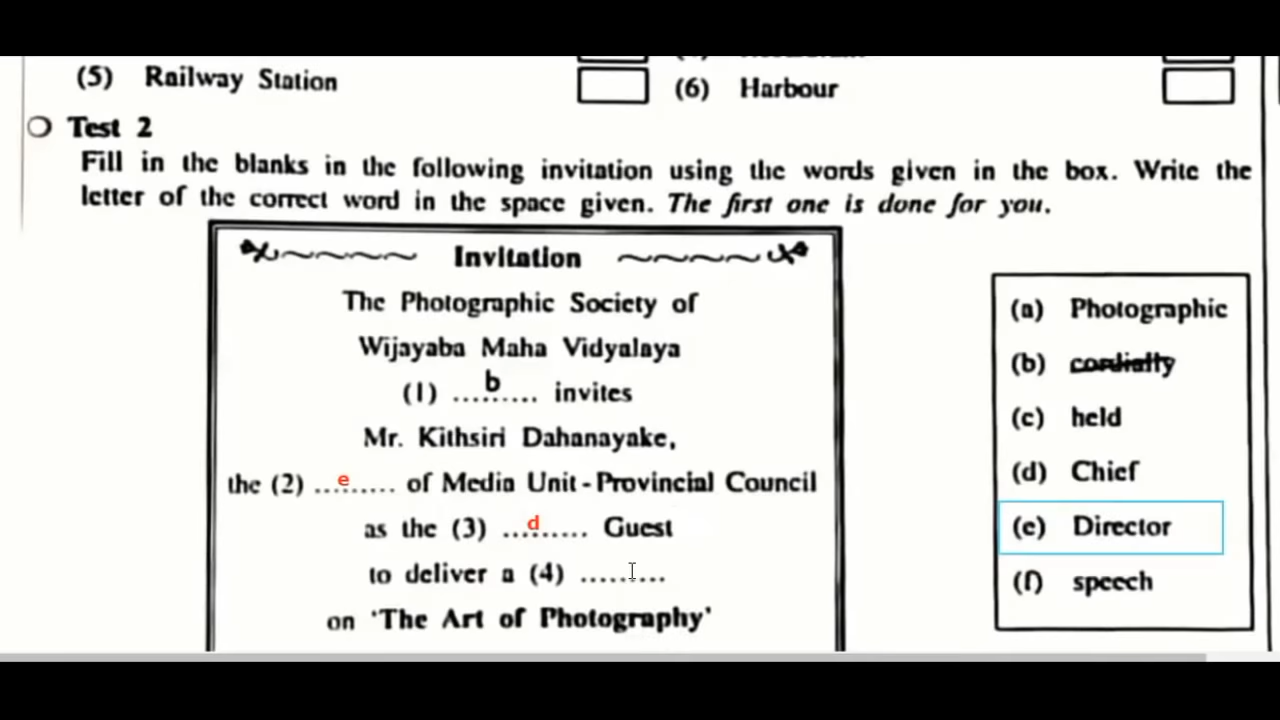 (5) Railway Station
(6) Harbour
Test 2
Fill in the blanks in the following invitation using the words given in the box. Write the
letter of the correct word in the space given. The first one is done for you.
Invitation
The Photographic Society of
Wijayaba Maha Vidyalaya
(1) ....b..... invites
Mr. Kithsiri Dahanayake,
the (2) ...e...... of Media Unit - Provincial Council
as the (3) ...d...... Guest
to deliver a (4) .........
on 'The Art of Photography'
(a) Photographic
(b) cordially
(c) held
(d) Chief
(e) Director
(f) speech